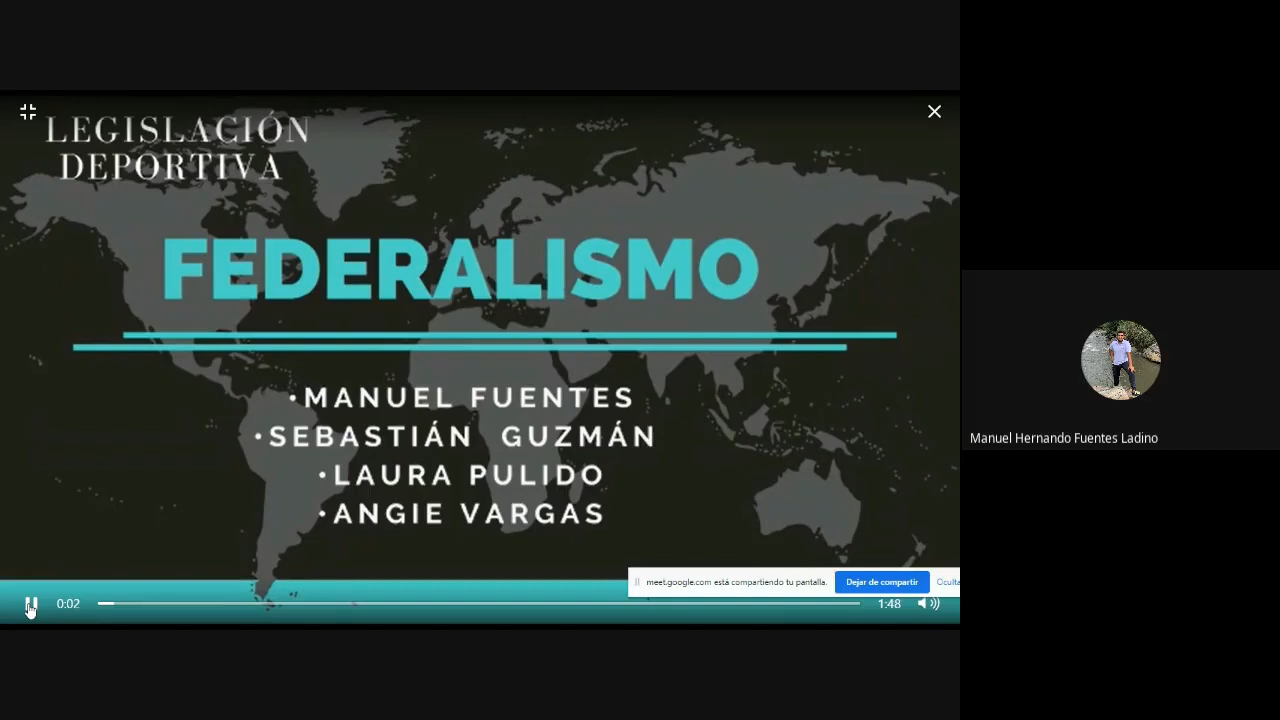 LEGISLACIÓN
DEPORTIVA
FEDERALISMO
•MANUEL FUENTES
•SEBASTIÁN GUZMÁN
•LAURA PULIDO
•ANGIE VARGAS
meet.google.com está compartiendo tu pantalla.
Dejar de compartir
Oculta
0:02
1:48
Manuel Hernando Fuentes Ladino